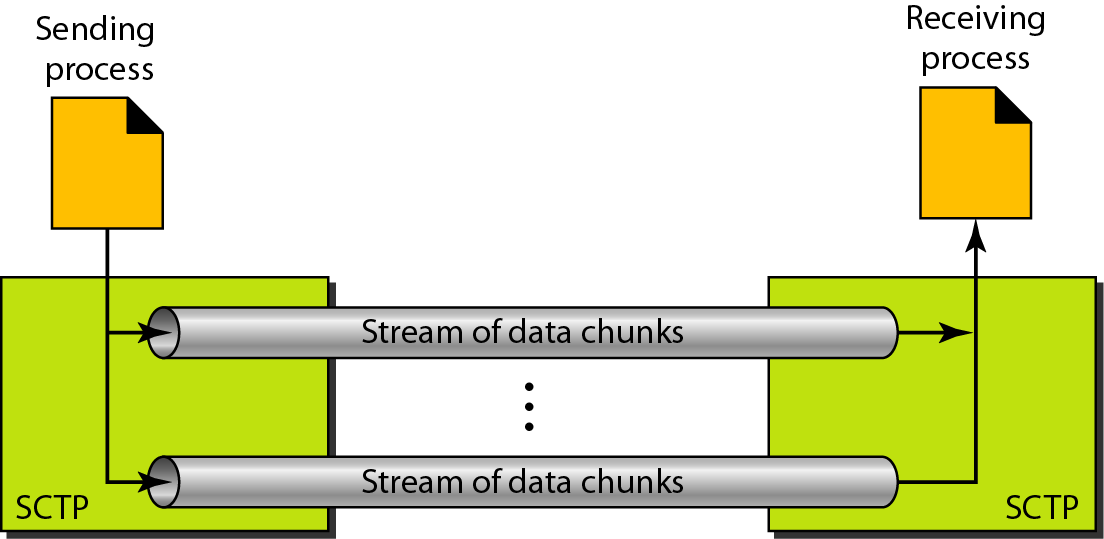 Sending
process
Receiving
process
Stream of data chunks
Stream of data chunks
SCTP
SCTP